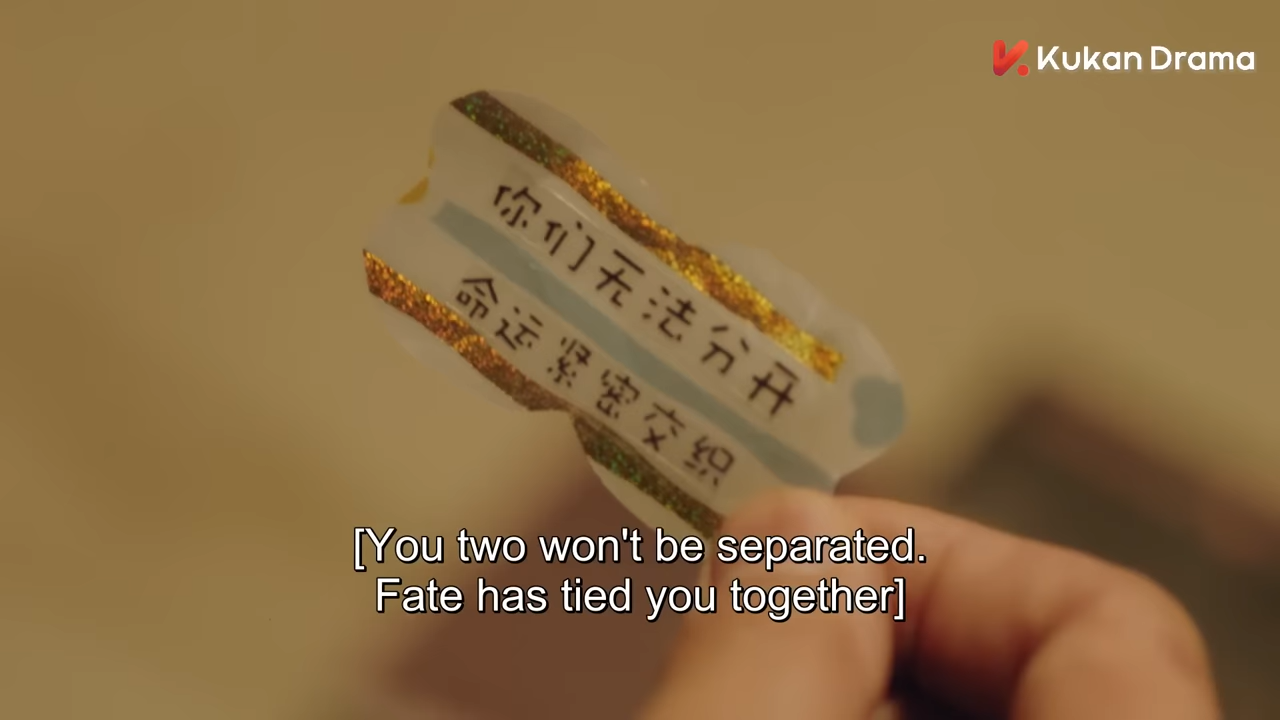 Kukan Drama
你们无法分开
命运紧密交织
[You two won't be separated.
Fate has tied you together]